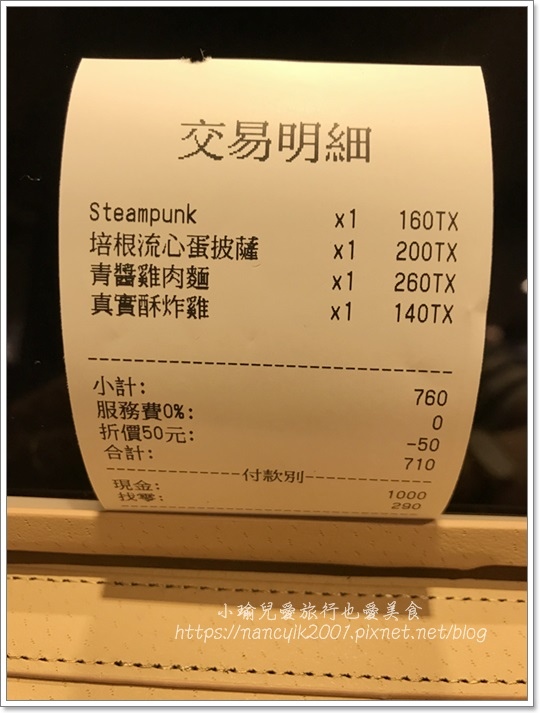 交易明細
Steampunk x1 160TX
培根流心蛋披薩 x1 200TX
青醬雞肉麵 x1 260TX
真實酥炸雞 x1 140TX
小計: 760
服務費0%: 0
折價50元: -50
合計: 710
付款別
現金: 1000
找零: 290
小瑜兒愛旅行也愛美食
https://nancylk2001.pixnet.net/blog